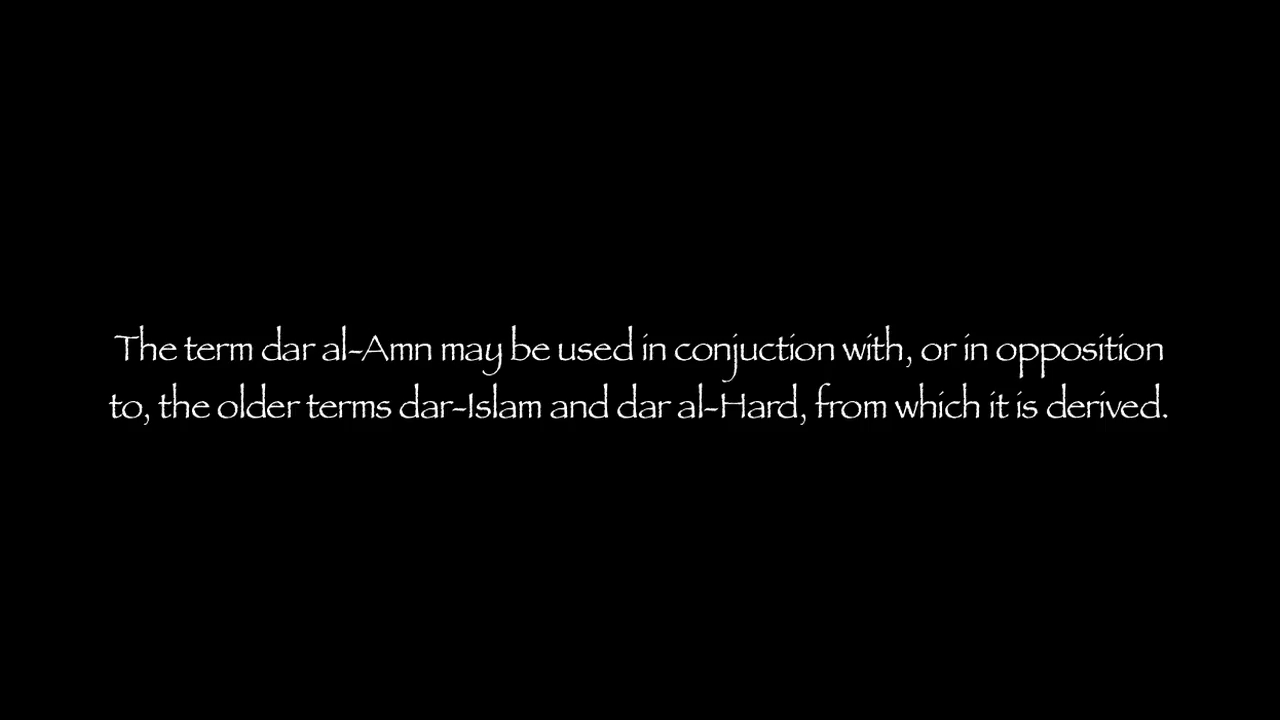 The term dar al-Amn may be used in conjuction with, or in opposition
to, the older terms dar-Islam and dar al-Hard, from which it is derived.